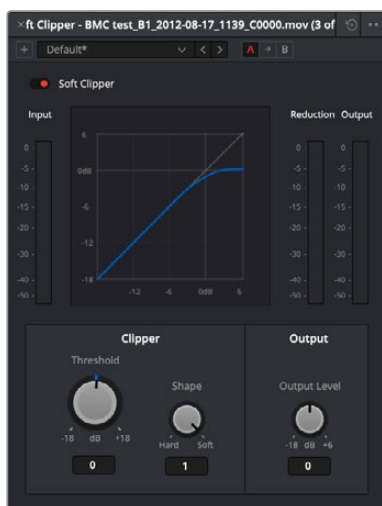 ft Clipper - BMC test_B1_2012-08-17_1139_C0000.mov (3 of
Default*
A
B
Soft Clipper
Input
Reduction Output
6
0dB
-6
-12
-18
-12 -6 0dB 6
0
-5
-10
-15
-20
-30
-40
-50
0
-5
-10
-15
-20
-30
-40
-50
0
-5
-10
-15
-20
-30
-40
-50
Clipper
Output
Threshold
Shape
Output Level
-18 dB +18
Hard Soft
-18 dB +6
0
1
0